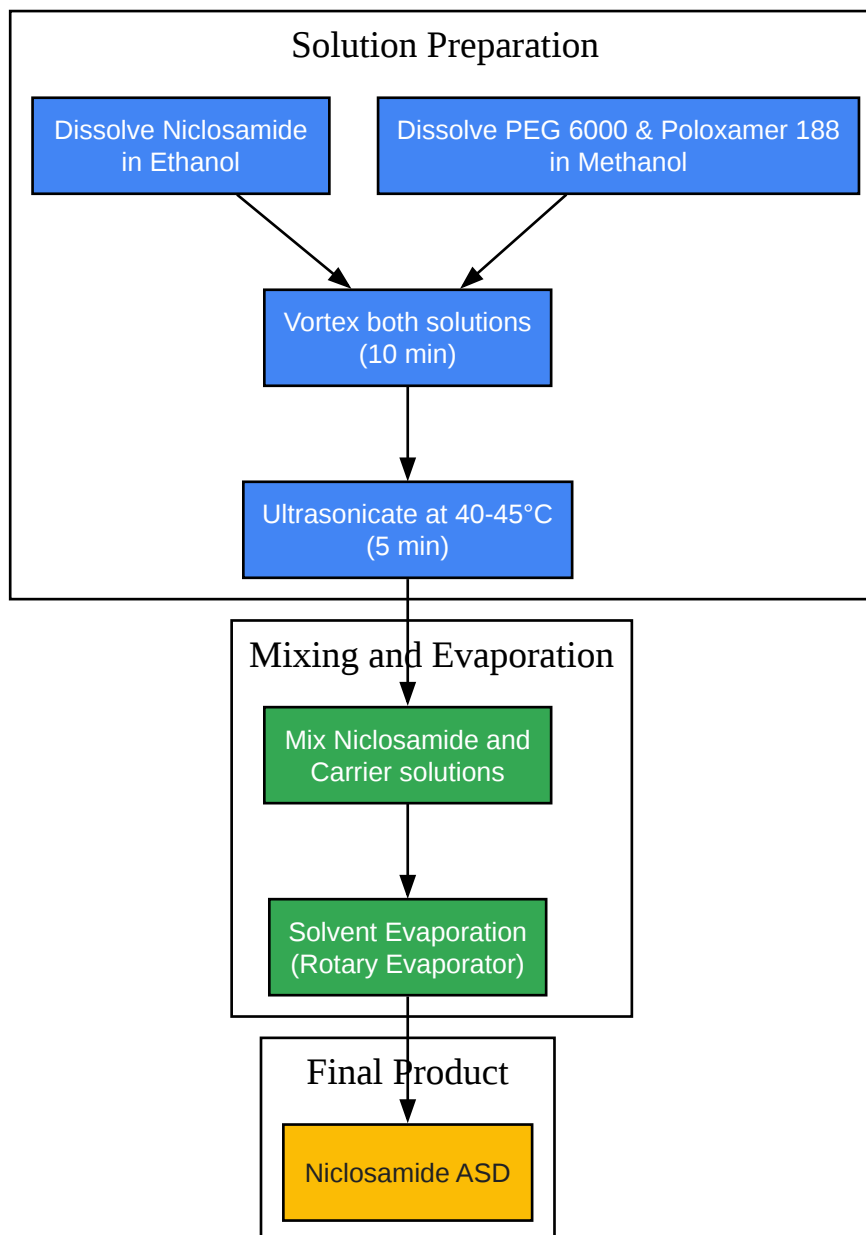 Solution Preparation
Dissolve Niclosamide
in Ethanol
Dissolve PEG 6000 & Poloxamer 188
in Methanol
Vortex both solutions
(10 min)
Ultrasonicate at 40-45°C
(5 min)
Mixing and Evaporation
Mix Niclosamide and
Carrier solutions
Solvent Evaporation
(Rotary Evaporator)
Final Product
Niclosamide ASD